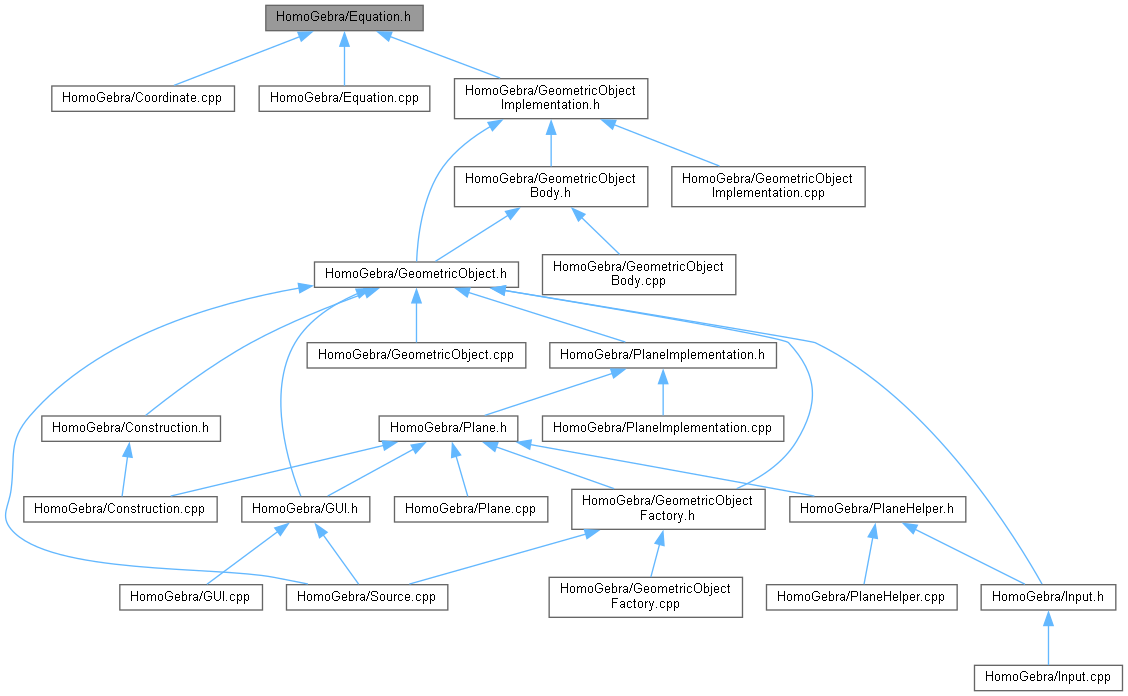 HomoGebra/Equation.h
HomoGebra/Coordinate.cpp
HomoGebra/Equation.cpp
HomoGebra/GeometricObject
Implementation.h
HomoGebra/GeometricObject
Body.h
HomoGebra/GeometricObject
Implementation.cpp
HomoGebra/GeometricObject.h
HomoGebra/GeometricObject
Body.cpp
HomoGebra/GeometricObject.cpp
HomoGebra/PlaneImplementation.h
HomoGebra/Construction.h
HomoGebra/Plane.h
HomoGebra/PlaneImplementation.cpp
HomoGebra/Construction.cpp
HomoGebra/GUI.h
HomoGebra/Plane.cpp
HomoGebra/GeometricObject
Factory.h
HomoGebra/PlaneHelper.h
HomoGebra/GUI.cpp
HomoGebra/Source.cpp
HomoGebra/GeometricObject
Factory.cpp
HomoGebra/PlaneHelper.cpp
HomoGebra/Input.h
HomoGebra/Input.cpp